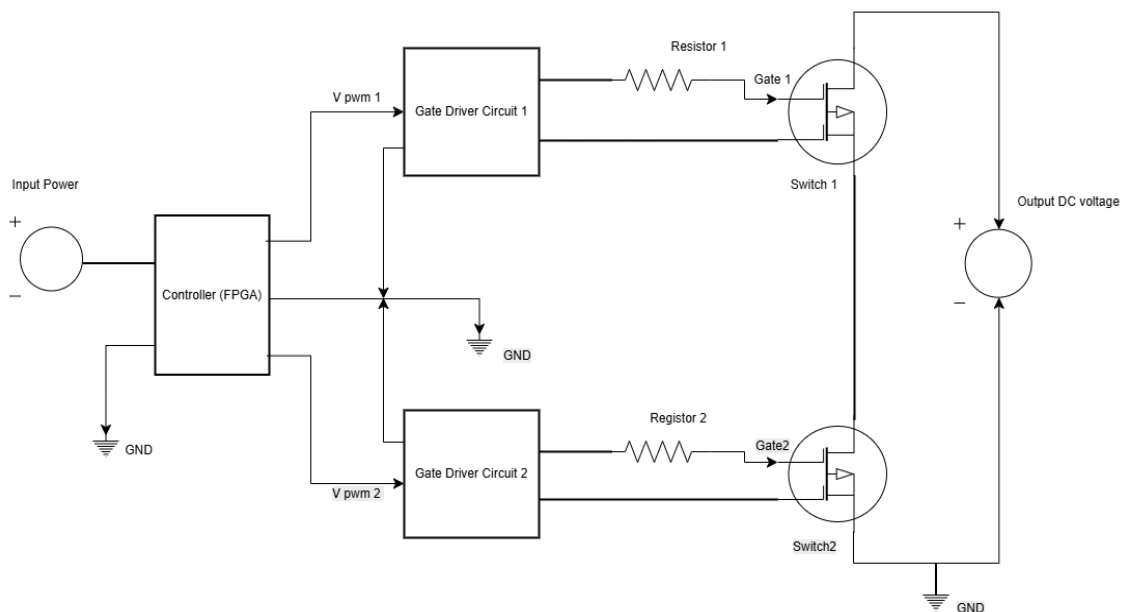 Resistor 1
Gate 1
V pwm 1
Gate Driver Circuit 1
Switch 1
Input Power
+
−
Output DC voltage
+
−
Controller (FPGA)
GND
GND
Registor 2
Gate2
V pwm 2
Gate Driver Circuit 2
Switch2
GND